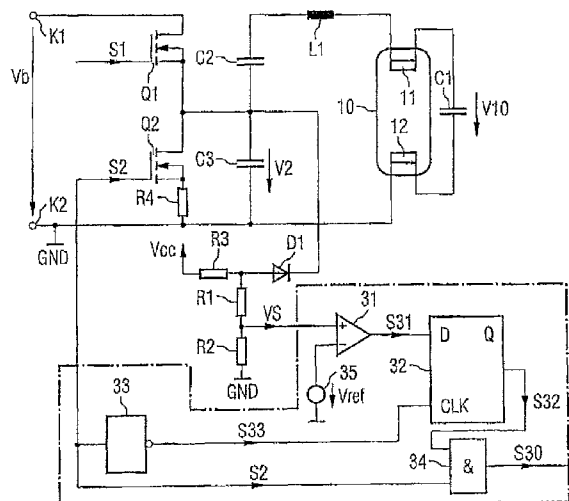 K1
S1
Q1
Vb
Q2
S2
R4
K2
GND
C2
L1
C3
V2
10
11
12
C1
V10
Vcc
R3
D1
R1
VS
R2
GND
31
S31
35
Vref
D
Q
32
CLK
S32
33
S33
34
&
S30
S2